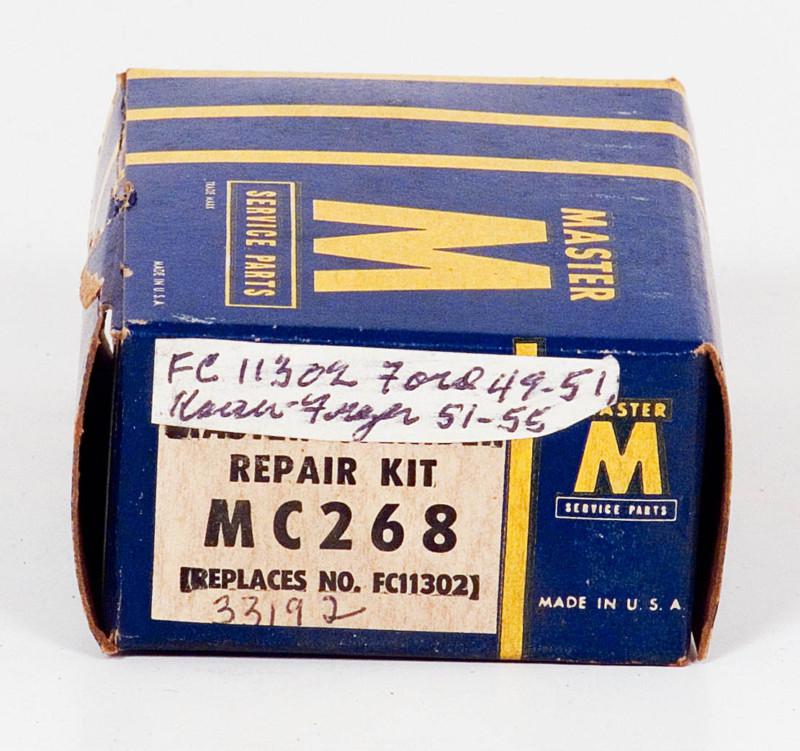 MASTER
M
SERVICE PARTS
TRADE MARK
MADE IN U.S.A.
FC 11302 Ford 49-51
Kaiser-Frazer 51-55
REPAIR KIT
MC268
[REPLACES NO. FC11302]
33192
ASTER
M
SERVICE PARTS
MADE IN U. S. A